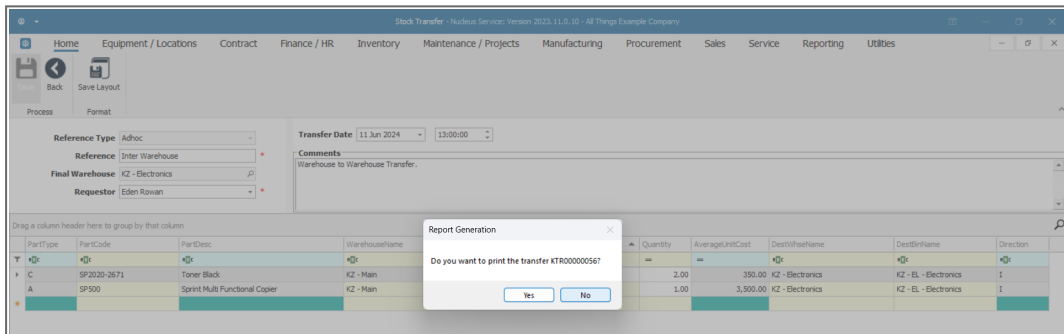 Stock Transfer - Nucleus Service: Version 2023.11.0.10 - All Things Example Company
Home Equipment / Locations Contract Finance / HR Inventory Maintenance / Projects Manufacturing Procurement Sales Service Reporting Utilities
Save Back Save Layout
Process Format
Reference Type Adhoc Transfer Date 11 Jun 2024 13:00:00
Reference Inter Warehouse * Comments
Warehouse to Warehouse Transfer.
Final Warehouse KZ - Electronics
Requestor Eden Rowan *
Drag a column header here to group by that column
Report Generation
Do you want to print the transfer KTR00000056?
Yes No
PartType PartCode PartDesc WarehouseName Quantity AverageUnitCost DestWhseName DestBinName Direction
= =
C SP2020-2671 Toner Black KZ - Main 2.00 350.00 KZ - Electronics KZ - EL - Electronics I
A SP500 Sprint Multi Functional Copier KZ - Main 1.00 3,500.00 KZ - Electronics KZ - EL - Electronics I